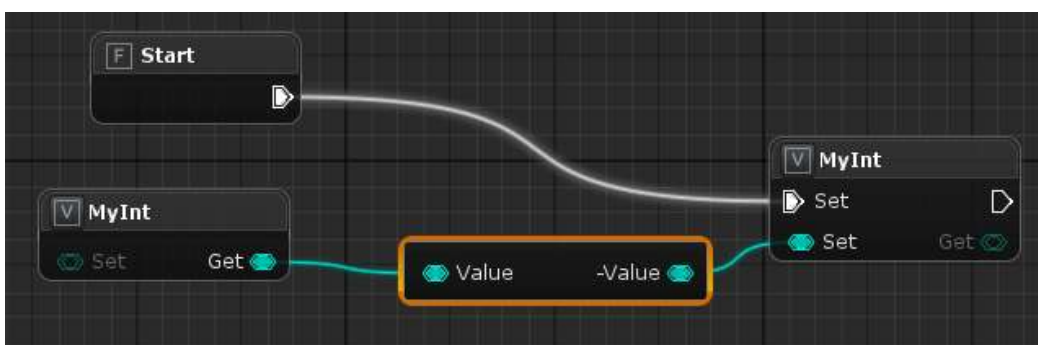 F Start
V MyInt
Set
Set Get
V MyInt
Set Get
Value -Value